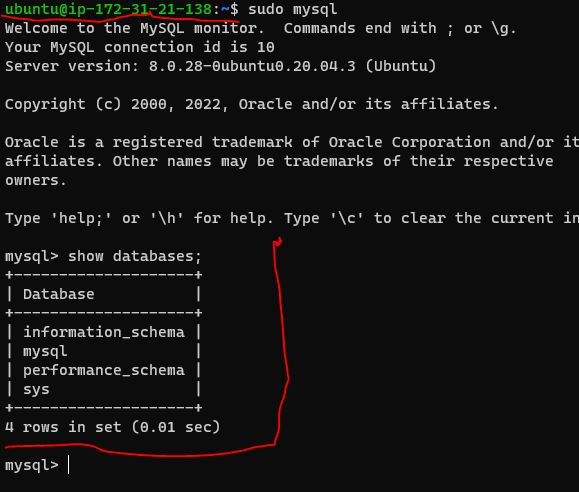 ubuntu@ip-172-31-21-138:~$ sudo mysql
Welcome to the MySQL monitor.  Commands end with ; or \g.
Your MySQL connection id is 10
Server version: 8.0.28-0ubuntu0.20.04.3 (Ubuntu)
Copyright (c) 2000, 2022, Oracle and/or its affiliates.
Oracle is a registered trademark of Oracle Corporation and/or it
affiliates. Other names may be trademarks of their respective
owners.
Type 'help;' or '\h' for help. Type '\c' to clear the current in
mysql> show databases;
+--------------------+
| Database           |
+--------------------+
| information_schema |
| mysql              |
| performance_schema |
| sys                |
+--------------------+
4 rows in set (0.01 sec)
mysql>